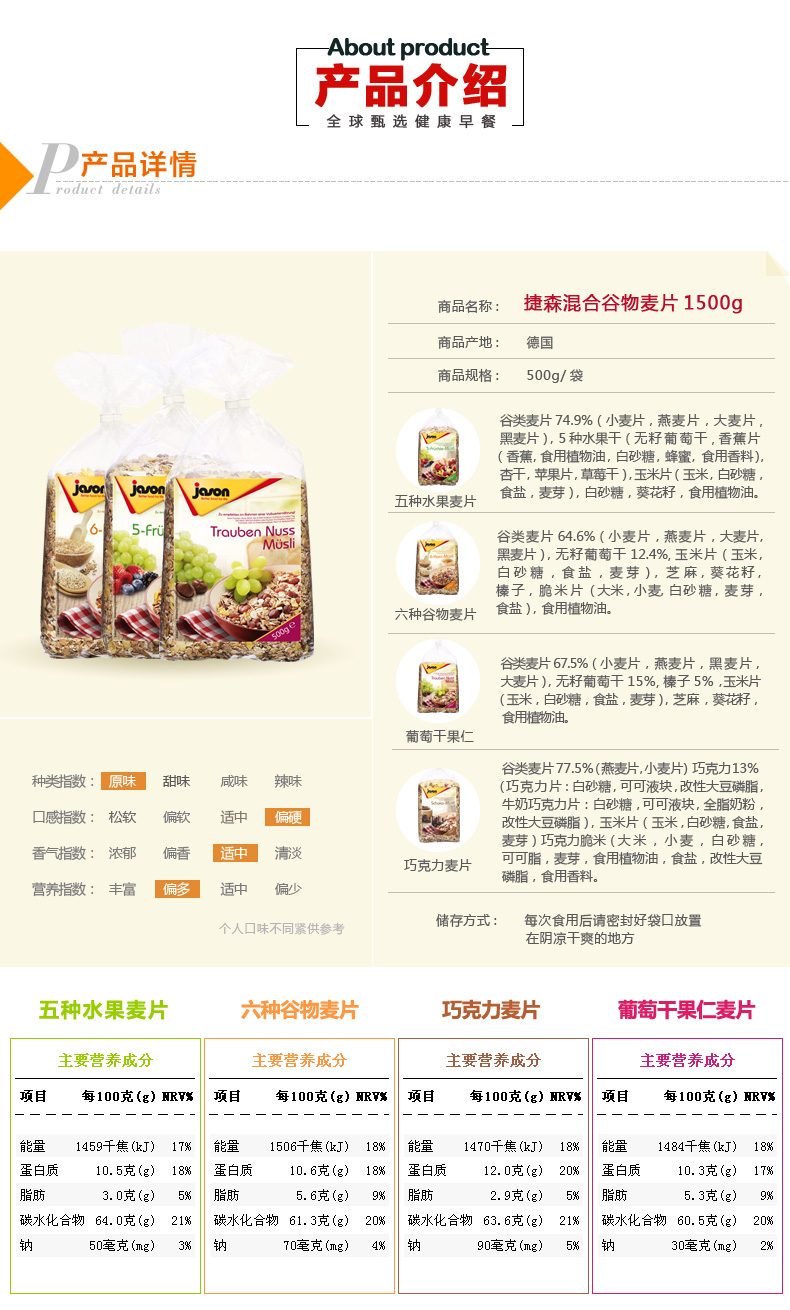 About product
产品介绍
全球甄选健康早餐
产品详情
Product details
商品名称： 捷森混合谷物麦片 1500g
商品产地： 德国
商品规格： 500g/ 袋
jason
jason
jason
6-
5-Frü
Trauben Nuss
Müsli
500g e
谷类麦片 74.9% ( 小麦片 , 燕麦片 , 大麦片 ,
黑麦片 ) , 5 种水果干 ( 无籽葡萄干 , 香蕉片
( 香蕉, 食用植物油 , 白砂糖 , 蜂蜜, 食用香料),
杏干, 苹果片, 草莓干 ) , 玉米片 ( 玉米 , 白砂糖 ,
食盐 , 麦芽 ) , 白砂糖 , 葵花籽 , 食用植物油。
五种水果麦片
谷类麦片 64.6% ( 小麦片 , 燕麦片 , 大麦片,
黑麦片 ) , 无籽葡萄干 12.4%, 玉米片 ( 玉米,
白砂糖 , 食盐 , 麦芽 ) , 芝麻 , 葵花籽 ,
榛子 , 脆米片 ( 大米 , 小麦, 白砂糖 , 麦芽 ,
食盐 ) , 食用植物油。
六种谷物麦片
谷类麦片 67.5% ( 小麦片 , 燕麦片 , 黑麦片 ,
大麦片 ) , 无籽葡萄干 15%, 榛子 5% , 玉米片
( 玉米 , 白砂糖 , 食盐 , 麦芽 ) , 芝麻 , 葵花籽 ,
食用植物油。
葡萄干果仁
谷类麦片 77.5% ( 燕麦片, 小麦片 ) 巧克力13%
( 巧克力片 : 白砂糖 , 可可液块 , 改性大豆磷脂 ,
牛奶巧克力片 : 白砂糖 , 可可液块 , 全脂奶粉 ,
改性大豆磷脂 ) , 玉米片 ( 玉米 , 白砂糖, 食盐 ,
麦芽 ) 巧克力脆米 ( 大米 , 小麦 , 白砂糖 ,
可可脂 , 麦芽 , 食用植物油 , 食盐 , 改性大豆
磷脂 , 食用香料。
巧克力麦片
储存方式： 每次食用后请密封好袋口放置
在阴凉干爽的地方
种类指数： 原味 甜味 咸味 辣味
口感指数： 松软 偏软 适中 偏硬
香气指数： 浓郁 偏香 适中 清淡
营养指数： 丰富 偏多 适中 偏少
个人口味不同紧供参考
五种水果麦片
主要营养成分
项目 每100克(g) NRV%
能量 1459千焦(kJ) 17%
蛋白质 10.5克(g) 18%
脂肪 3.0克(g) 5%
碳水化合物 64.0克(g) 21%
钠 50毫克(mg) 3%
六种谷物麦片
主要营养成分
项目 每100克(g) NRV%
能量 1506千焦(kJ) 18%
蛋白质 10.6克(g) 18%
脂肪 5.6克(g) 9%
碳水化合物 61.3克(g) 20%
钠 70毫克(mg) 4%
巧克力麦片
主要营养成分
项目 每100克(g) NRV%
能量 1470千焦(kJ) 18%
蛋白质 12.0克(g) 20%
脂肪 2.9克(g) 5%
碳水化合物 63.6克(g) 21%
钠 90毫克(mg) 5%
葡萄干果仁麦片
主要营养成分
项目 每100克(g) NRV%
能量 1484千焦(kJ) 18%
蛋白质 10.3克(g) 17%
脂肪 5.3克(g) 9%
碳水化合物 60.5克(g) 20%
钠 30毫克(mg) 2%